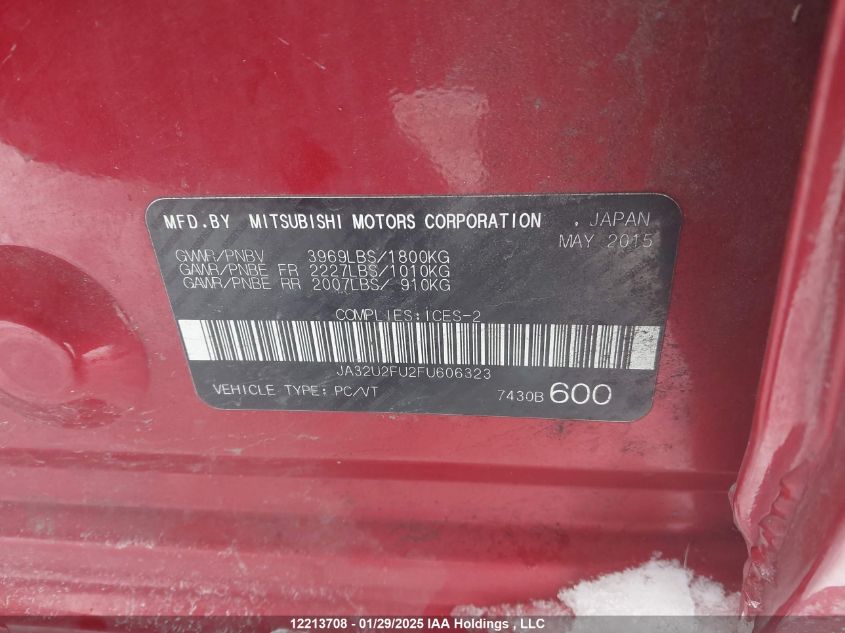 MFD.BY MITSUBISHI MOTORS CORPORATION , JAPAN
MAY 2015
GVWR/PNBV 3969LBS/1800KG
GAWR/PNBE FR 2227LBS/1010KG
GAWR/PNBE RR 2007LBS/ 910KG
COMPLIES:ICES-2
JA32U2FU2FU606323
VEHICLE TYPE: PC/VT 7430B 600
12213708 - 01/29/2025 IAA Holdings, LLC